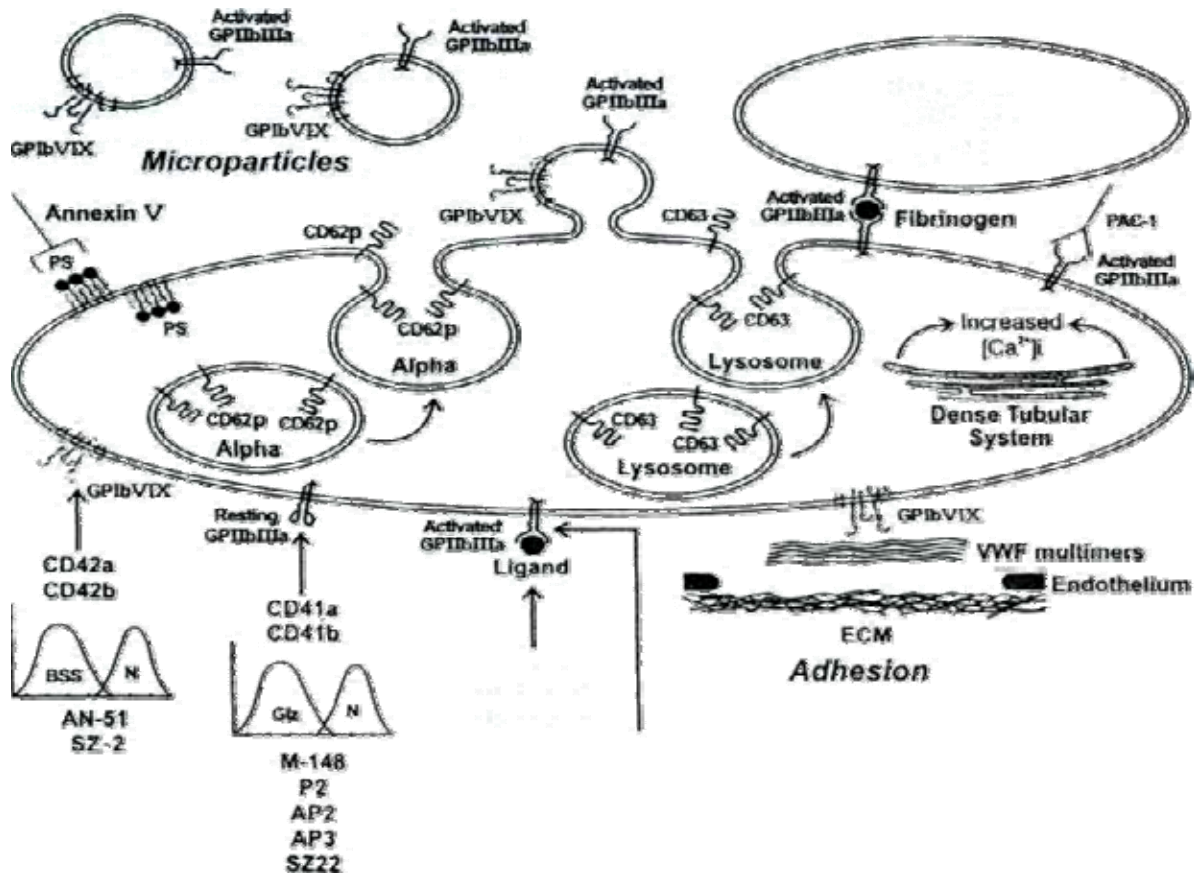 Activated
GPIIbIIIa
Activated
GPIIbIIIa
GPIbVIX
GPIbVIX
Microparticles
Activated
GPIIbIIIa
GPIbVIX
Annexin V
PS
PS
CD62p
CD62p
Alpha
CD62p
CD62p
Alpha
CD63
CD63
Lysosome
CD63
CD63
Lysosome
Activated
GPIIbIIIa
Fibrinogen
PAC-1
Activated
GPIIbIIIa
Increased
[Ca²⁺]i
Dense Tubular
System
GPIbVIX
Resting
GPIIbIIIa
Activated
GPIIbIIIa
Ligand
GPIbVIX
VWF multimers
Endothelium
ECM
Adhesion
CD42a
CD42b
BSS
N
AN-51
SZ-2
CD41a
CD41b
Glz
N
M-148
P2
AP2
AP3
SZ22